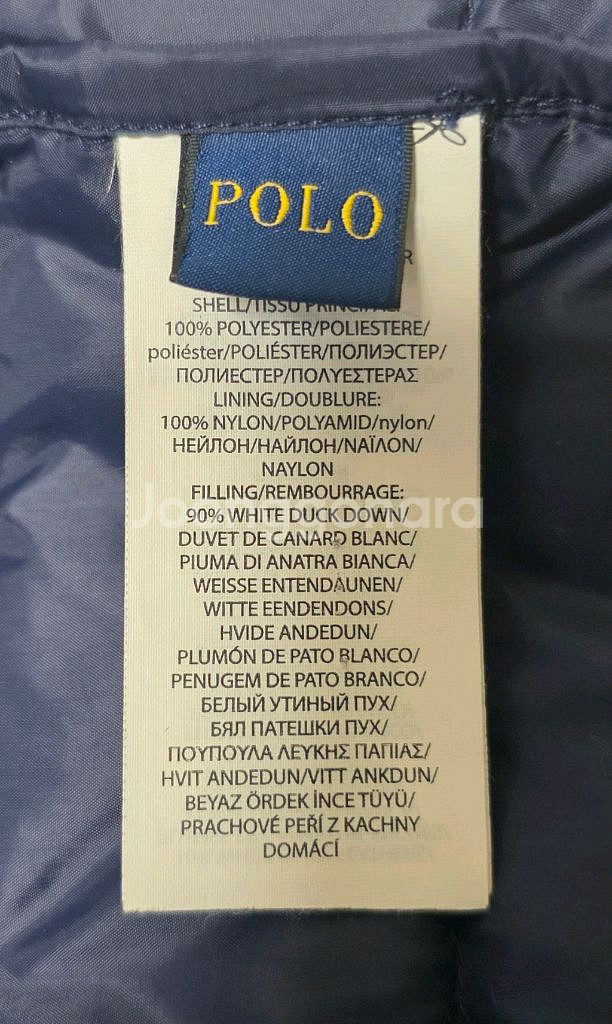 POLO
R
SHELL/TISSU PRINCIPAL:
100% POLYESTER/POLIESTERE/
poliéster/POLIÉSTER/ПОЛИЭСТЕР/
ПОЛИЕСТЕР/ΠΟΛΥΕΣΤΕΡΑΣ
LINING/DOUBLURE:
100% NYLON/POLYAMID/nylon/
НЕЙЛОН/НАЙЛОН/ΝΑΪΛΟΝ/
NAYLON
FILLING/REMBOURRAGE:
90% WHITE DUCK DOWN/
DUVET DE CANARD BLANC/
PIUMA DI ANATRA BIANCA/
WEISSE ENTENDAUNEN/
WITTE EENDENDONS/
HVIDE ANDEDUN/
PLUMÓN DE PATO BLANCO/
PENUGEM DE PATO BRANCO/
БЕЛЫЙ УТИНЫЙ ПУХ/
БЯЛ ПАТЕШКИ ПУХ/
ΠΟΥΠΟΥΛΑ ΛΕΥΚΗΣ ΠΑΠΙΑΣ/
HVIT ANDEDUN/VITT ANKDUN/
BEYAZ ÖRDEK İNCE TÜYÜ/
PRACHOVÉ PEŘÍ Z KACHNY
DOMÁCÍ